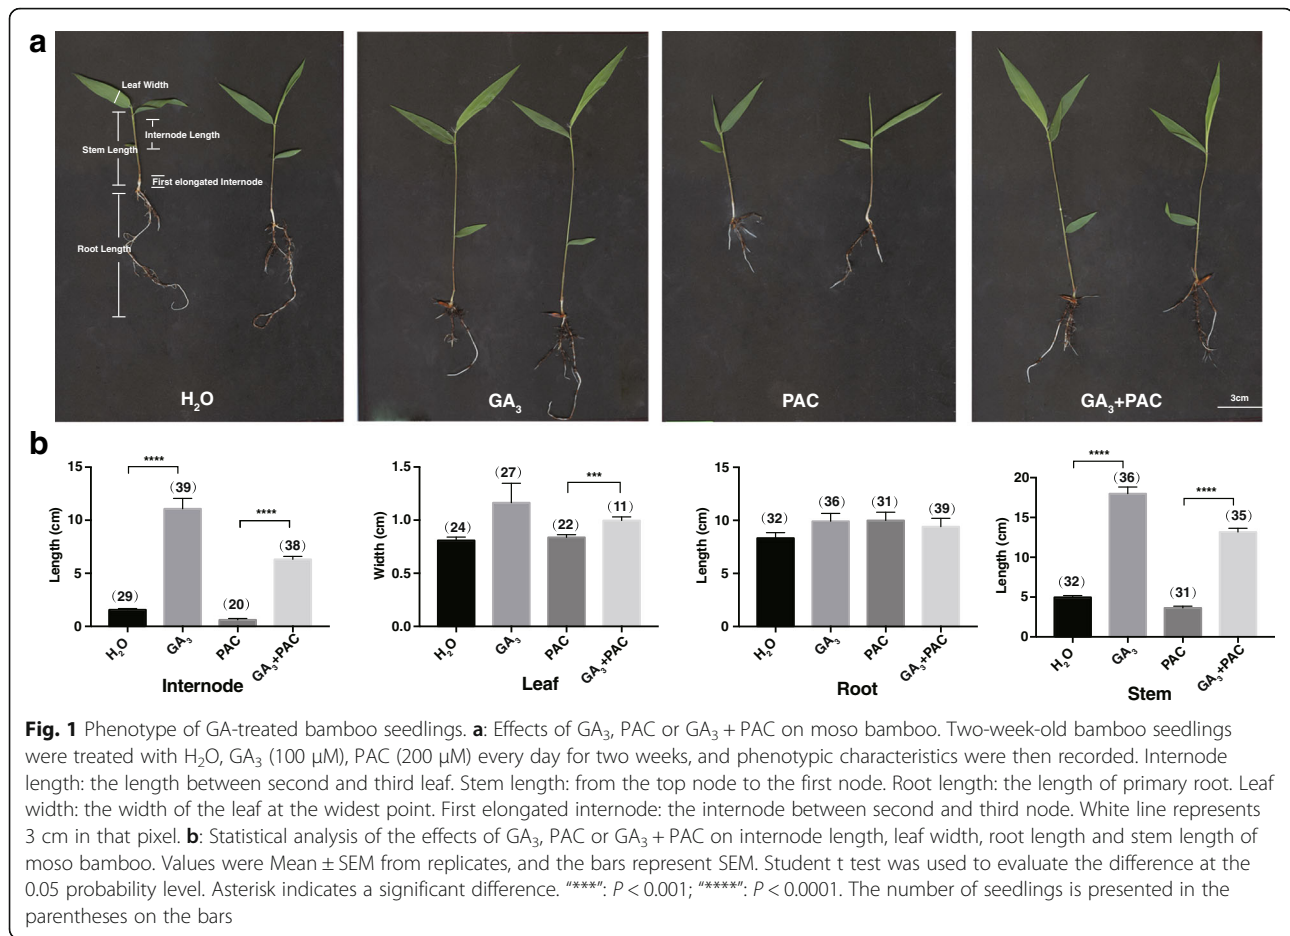 a
Leaf Width
Internode Length
Stem Length
First elongated Internode
Root Length
H₂O
GA₃
PAC
GA₃+PAC
3cm
b
Length (cm)
15
10
5
0
****
****
(29)
(39)
(20)
(38)
H₂O
GA₃
PAC
GA₃+PAC
Internode
Width (cm)
1.5
1.0
0.5
0.0
***
(24)
(27)
(22)
(11)
H₂O
GA₃
PAC
GA₃+PAC
Leaf
Length (cm)
15
10
5
0
(32)
(36)
(31)
(39)
H₂O
GA₃
PAC
GA₃+PAC
Root
Length (cm)
20
15
10
5
0
****
****
(32)
(36)
(31)
(35)
H₂O
GA₃
PAC
GA₃+PAC
Stem
Fig. 1 Phenotype of GA-treated bamboo seedlings. a: Effects of GA₃, PAC or GA₃ + PAC on moso bamboo. Two-week-old bamboo seedlings
were treated with H₂O, GA₃ (100 μM), PAC (200 μM) every day for two weeks, and phenotypic characteristics were then recorded. Internode
length: the length between second and third leaf. Stem length: from the top node to the first node. Root length: the length of primary root. Leaf
width: the width of the leaf at the widest point. First elongated internode: the internode between second and third node. White line represents
3 cm in that pixel. b: Statistical analysis of the effects of GA₃, PAC or GA₃ + PAC on internode length, leaf width, root length and stem length of
moso bamboo. Values were Mean ± SEM from replicates, and the bars represent SEM. Student t test was used to evaluate the difference at the
0.05 probability level. Asterisk indicates a significant difference. “***”: P < 0.001; “****”: P < 0.0001. The number of seedlings is presented in the
parentheses on the bars